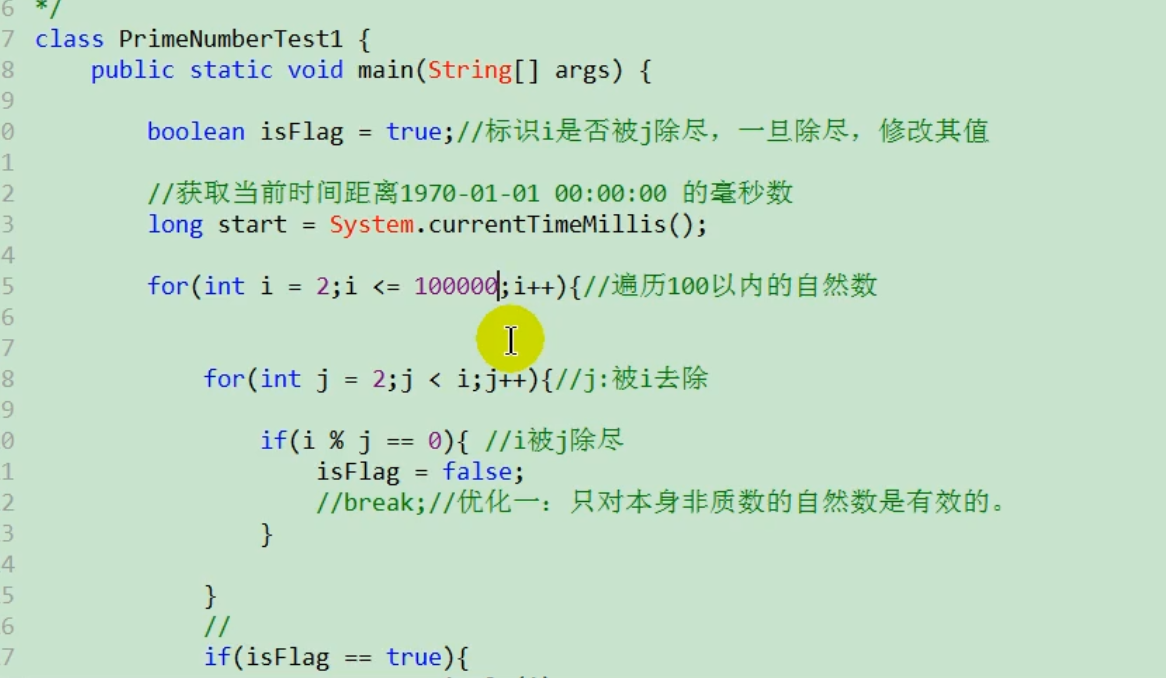 6 */
7 class PrimeNumberTest1 {
8 public static void main(String[] args) {
9
0 boolean isFlag = true;//标识i是否被j除尽，一旦除尽，修改其值
1
2 //获取当前时间距离1970-01-01 00:00:00 的毫秒数
3 long start = System.currentTimeMillis();
4
5 for(int i = 2;i <= 100000;i++){//遍历100以内的自然数
6
7
8 for(int j = 2;j < i;j++){//j:被i去除
9
0 if(i % j == 0){ //i被j除尽
1 isFlag = false;
2 //break;//优化一：只对本身非质数的自然数是有效的。
3 }
4
5 }
6 //
7 if(isFlag == true){